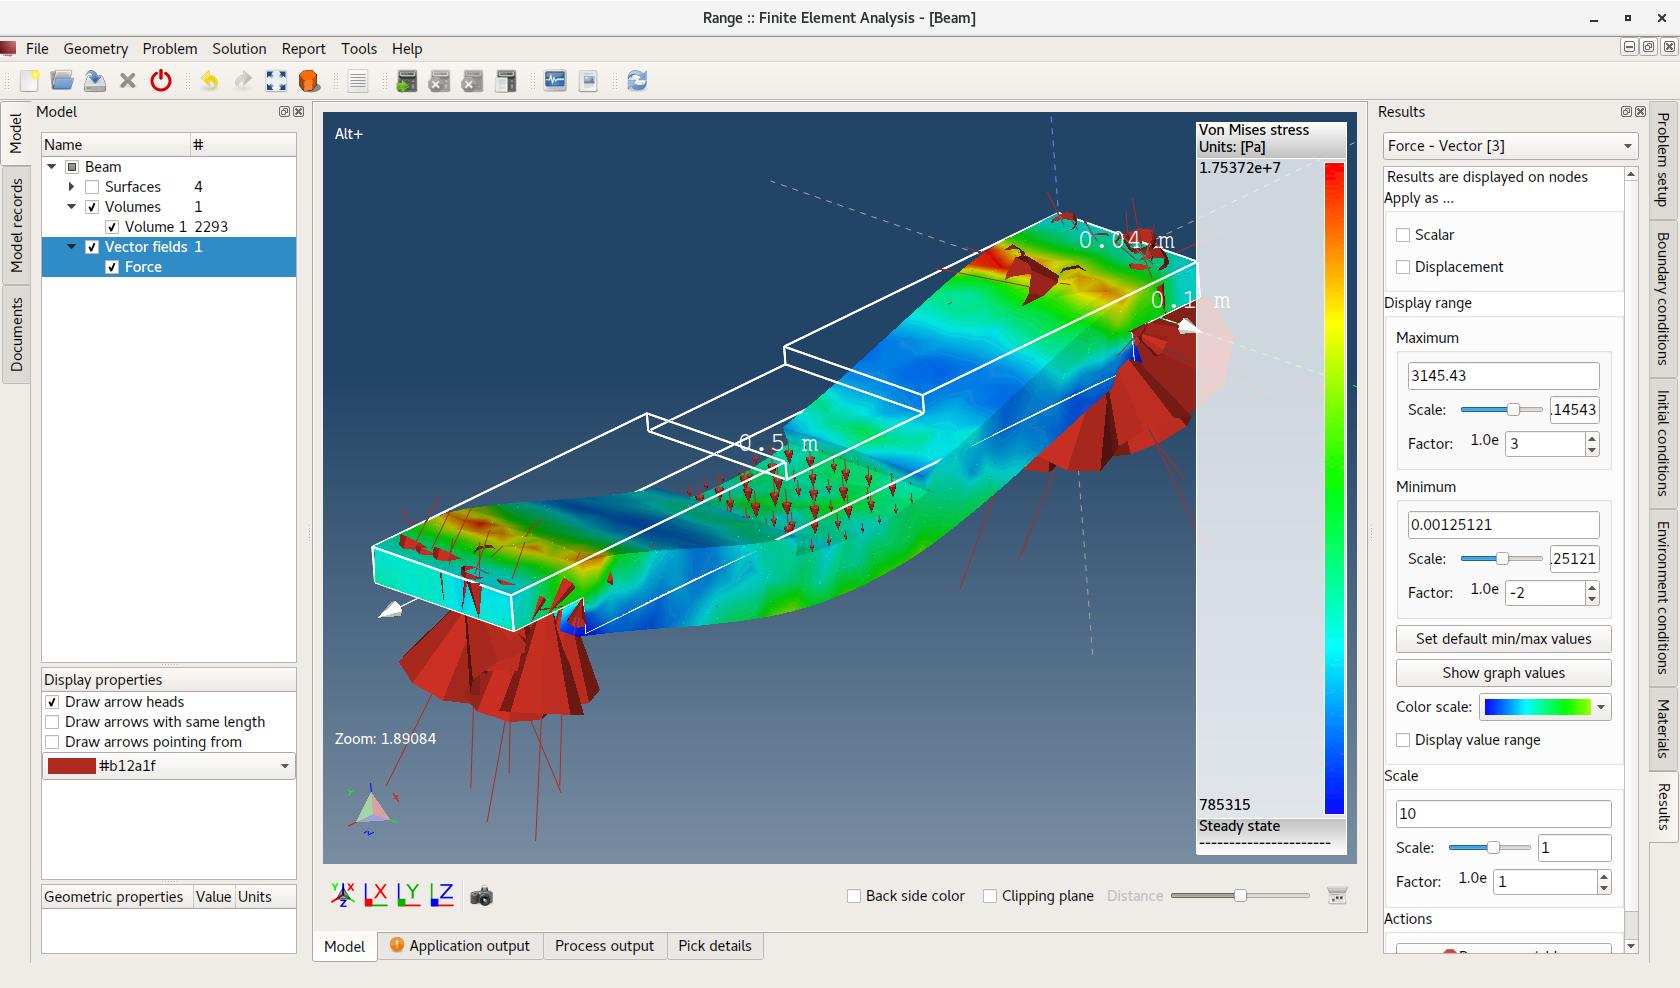 Range :: Finite Element Analysis - [Beam]
File Geometry Problem Solution Report Tools Help
Model
Model records
Documents
Model
Name #
Beam
Surfaces 4
Volumes 1
Volume 1 2293
Vector fields 1
Force
Display properties
Draw arrow heads
Draw arrows with same length
Draw arrows pointing from
#b12a1f
Geometric properties Value Units
Alt+
0.04 m
0.1 m
0.5 m
Zoom: 1.89084
Y X Z
Von Mises stress
Units: [Pa]
1.75372e+7
785315
Steady state
-----------------------
Y X Z X Y Z
Back side color Clipping plane Distance
Model Application output Process output Pick details
Results
Force - Vector [3]
Results are displayed on nodes
Apply as ...
Scalar
Displacement
Display range
Maximum
3145.43
Scale: .14543
Factor: 1.0e 3
Minimum
0.00125121
Scale: .25121
Factor: 1.0e -2
Set default min/max values
Show graph values
Color scale:
Display value range
Scale
10
Scale: 1
Factor: 1.0e 1
Actions
Problem setup
Boundary conditions
Initial conditions
Environment conditions
Materials
Results